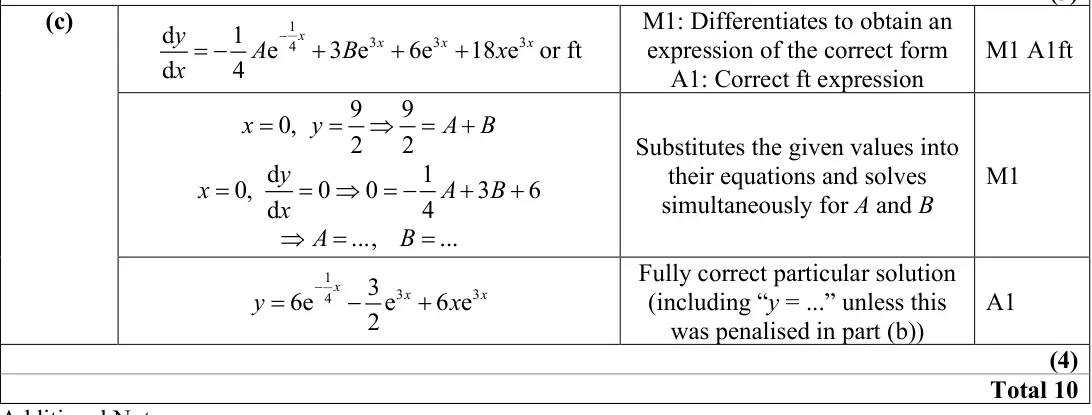 (c)
dy/dx = −1/4 Ae^(−1/4 x) + 3Be^(3x) + 6e^(3x) + 18xe^(3x) or ft
M1: Differentiates to obtain an
expression of the correct form
A1: Correct ft expression
M1 A1ft
x = 0, y = 9/2 ⇒ 9/2 = A + B
x = 0, dy/dx = 0 ⇒ 0 = −1/4 A + 3B + 6
⇒ A = ..., B = ...
Substitutes the given values into
their equations and solves
simultaneously for A and B
M1
y = 6e^(−1/4 x) − 3/2 e^(3x) + 6xe^(3x)
Fully correct particular solution
(including “y = ...” unless this
was penalised in part (b))
A1
(4)
Total 10